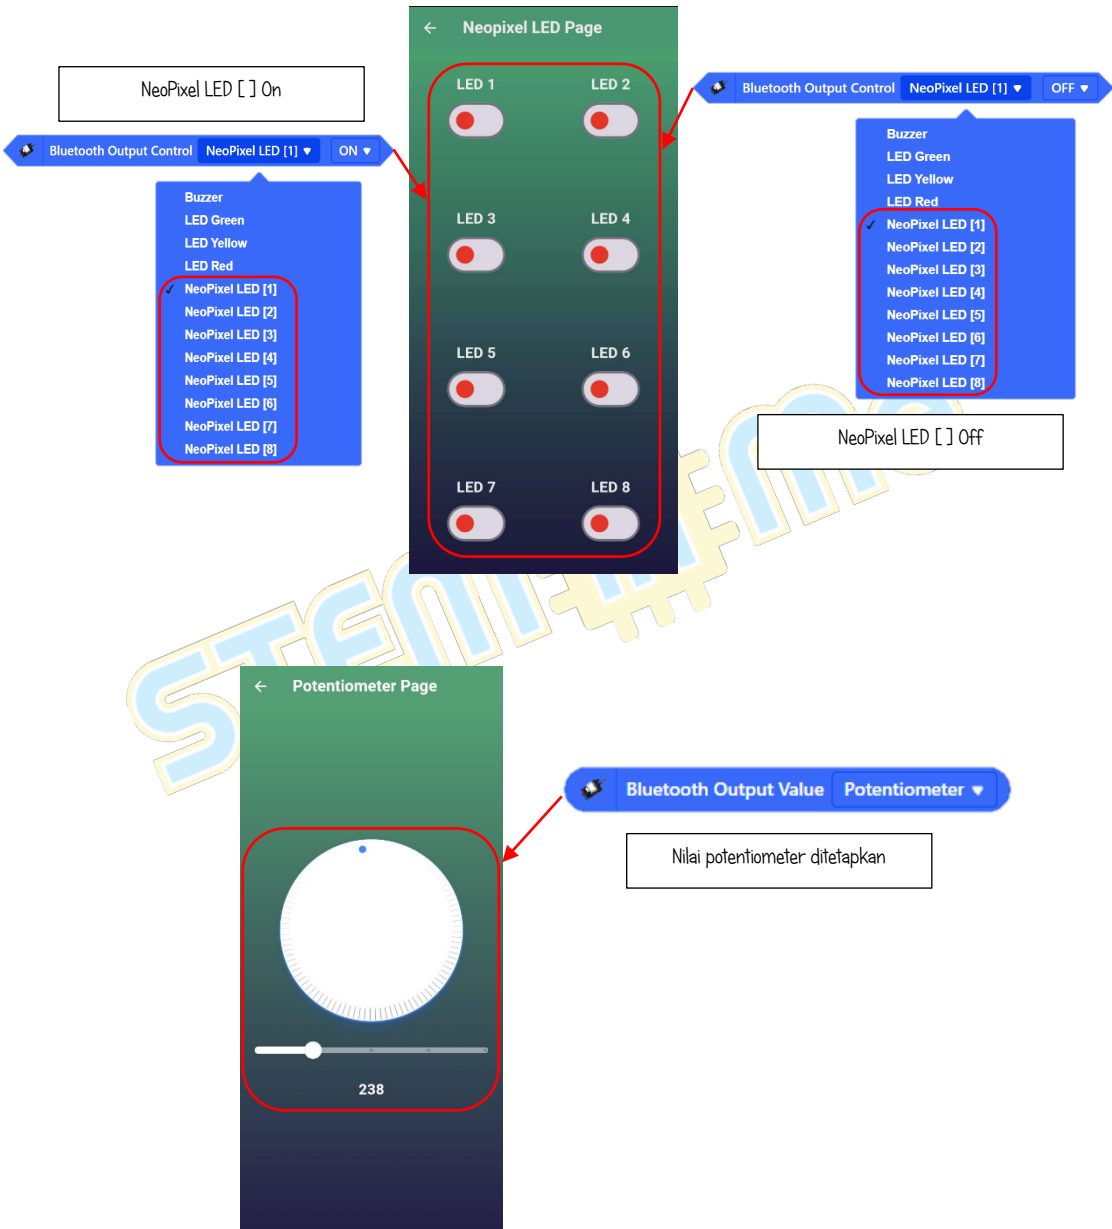 Neopixel LED Page
NeoPixel LED [ ] On
Bluetooth Output Control NeoPixel LED [1] ON
Buzzer
LED Green
LED Yellow
LED Red
NeoPixel LED [1]
NeoPixel LED [2]
NeoPixel LED [3]
NeoPixel LED [4]
NeoPixel LED [5]
NeoPixel LED [6]
NeoPixel LED [7]
NeoPixel LED [8]
LED 1 LED 2
LED 3 LED 4
LED 5 LED 6
LED 7 LED 8
Bluetooth Output Control NeoPixel LED [1] OFF
Buzzer
LED Green
LED Yellow
LED Red
NeoPixel LED [1]
NeoPixel LED [2]
NeoPixel LED [3]
NeoPixel LED [4]
NeoPixel LED [5]
NeoPixel LED [6]
NeoPixel LED [7]
NeoPixel LED [8]
NeoPixel LED [ ] Off
Potentiometer Page
238
Bluetooth Output Value Potentiometer
Nilai potentiometer ditetapkan